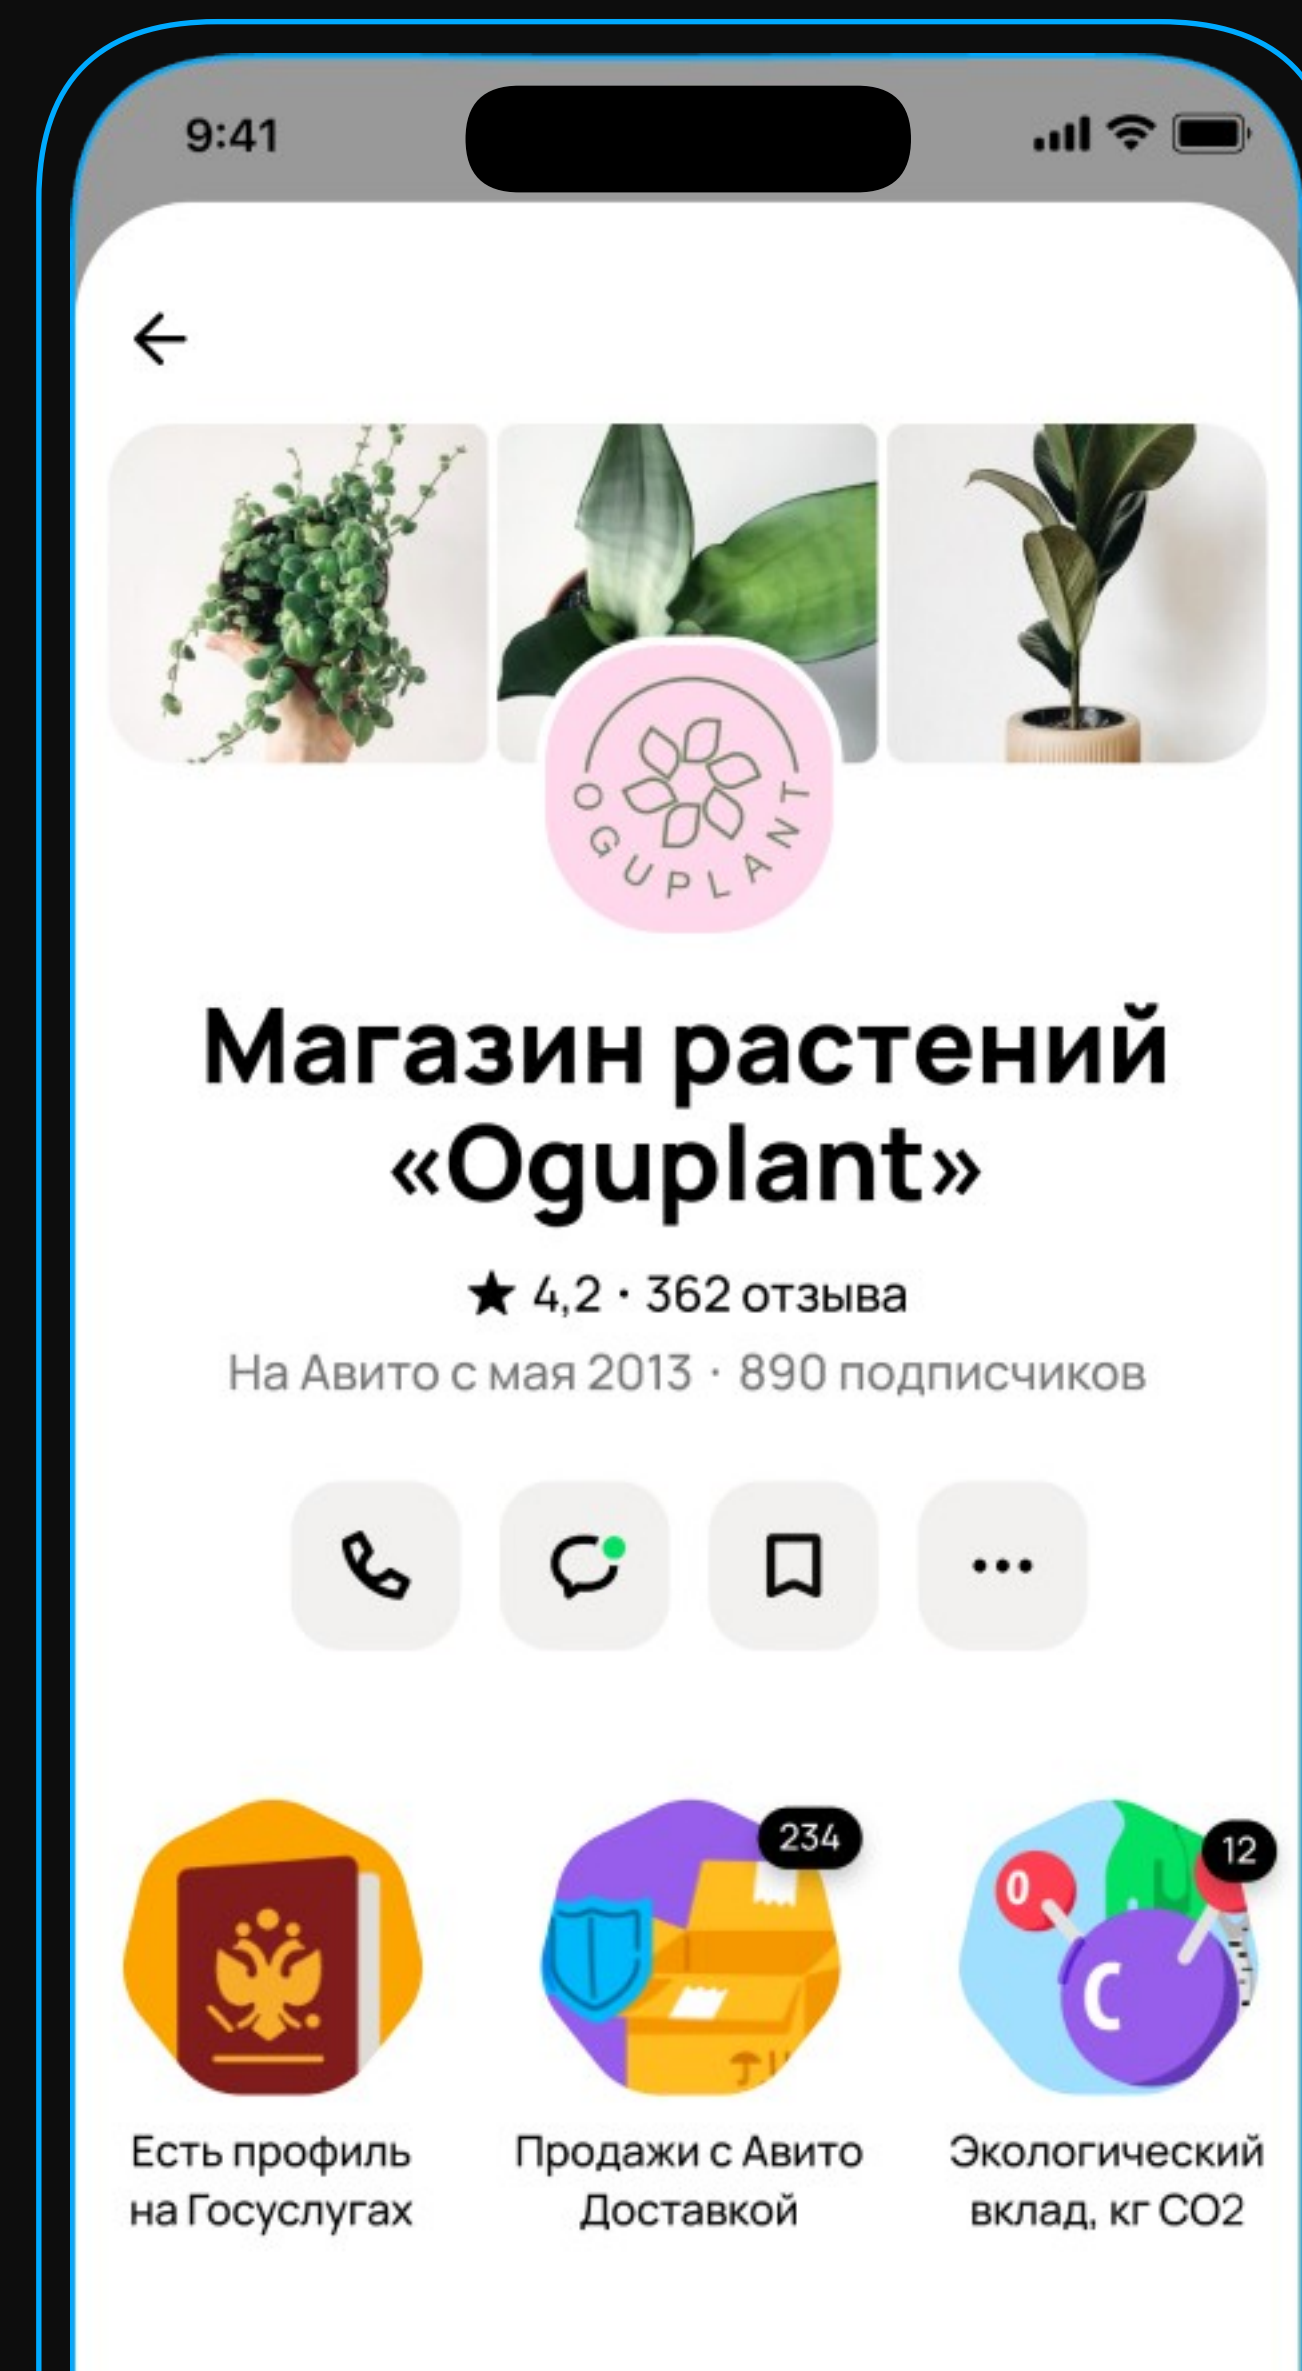 9:41
OGUPLANT
Магазин растений
«Oguplant»
4,2 · 362 отзыва
На Авито с мая 2013 · 890 подписчиков
234
12
O
C
Есть профиль
на Госуслугах
Продажи с Авито
Доставкой
Экологический
вклад, кг CO2